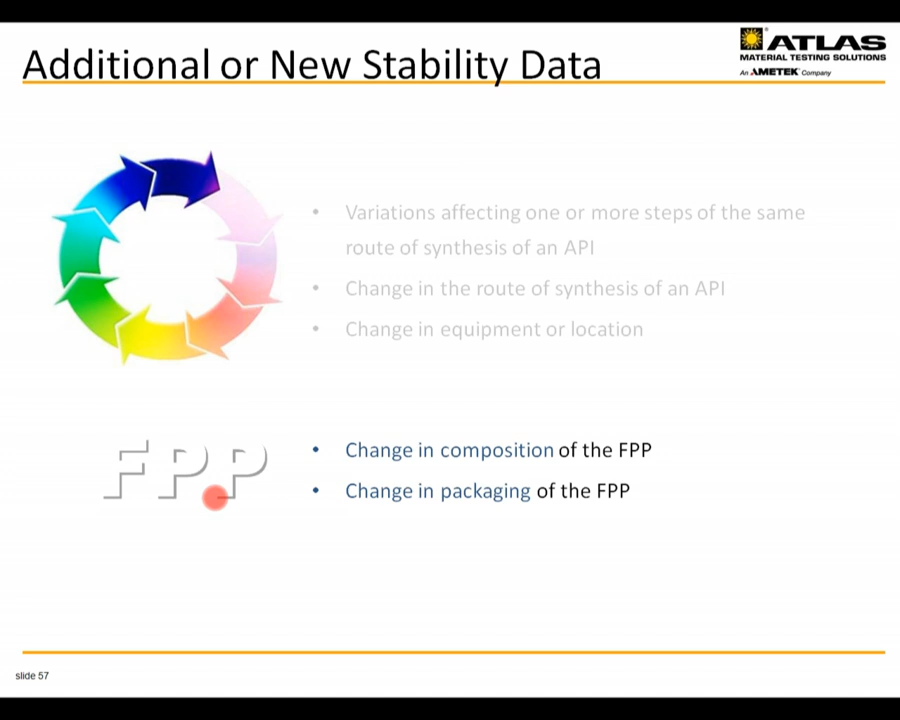 Additional or New Stability Data
ATLAS
MATERIAL TESTING SOLUTIONS
An AMETEK Company
• Variations affecting one or more steps of the same
route of synthesis of an API
• Change in the route of synthesis of an API
• Change in equipment or location
FPP
• Change in composition of the FPP
• Change in packaging of the FPP
slide 57